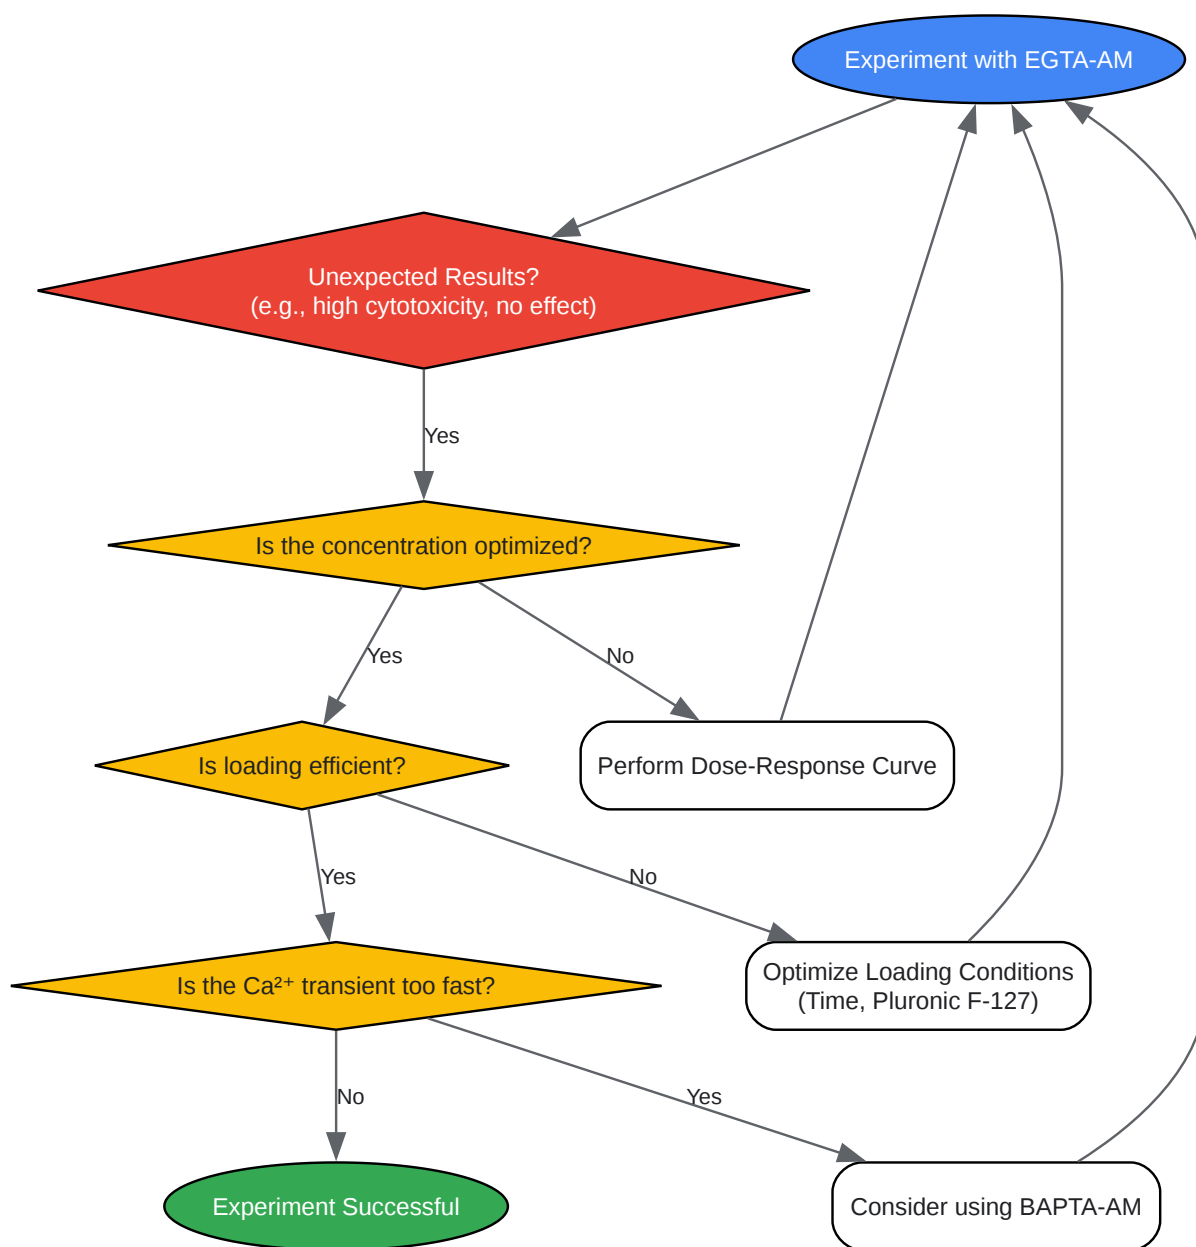 Experiment with EGTA-AM
Unexpected Results?
(e.g., high cytotoxicity, no effect)
Yes
Is the concentration optimized?
Yes
No
Is loading efficient?
Perform Dose-Response Curve
Yes
No
Is the Ca²⁺ transient too fast?
Optimize Loading Conditions
(Time, Pluronic F-127)
No
Yes
Experiment Successful
Consider using BAPTA-AM